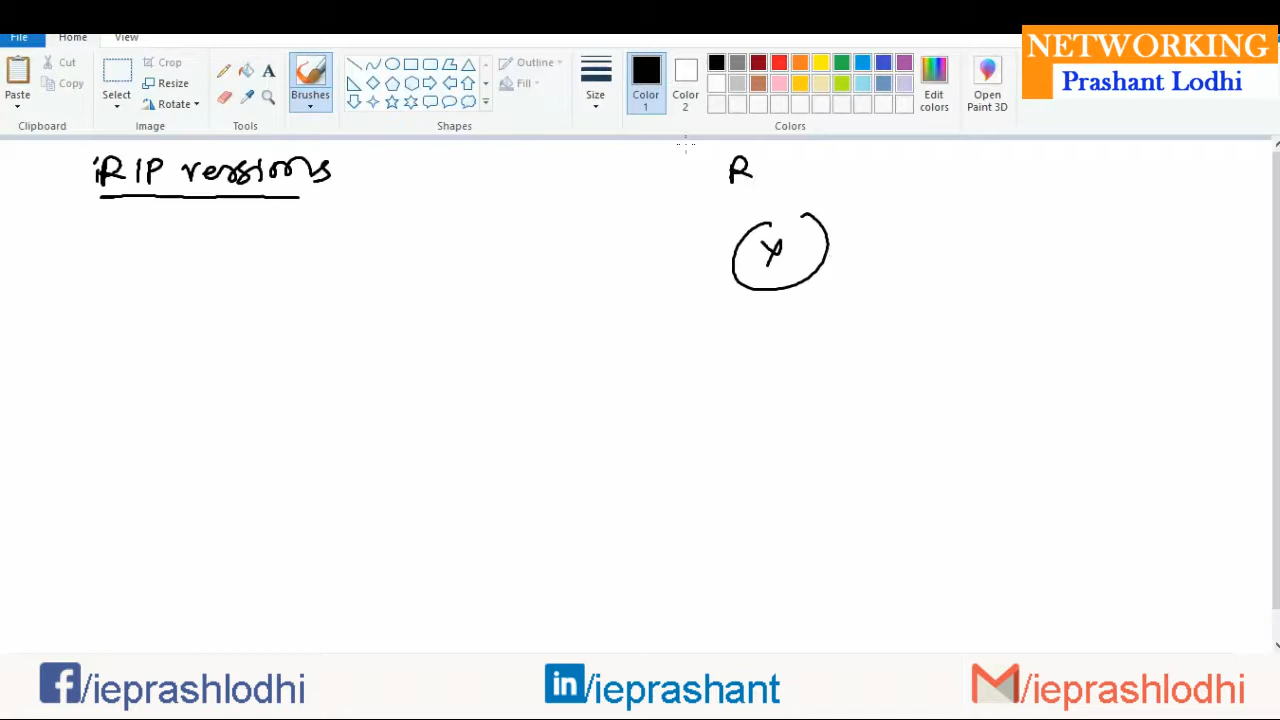 NETWORKING
Prashant Lodhi
File Home View
Cut
Copy
Paste
Clipboard
Crop
Resize
Rotate
Select
Image
Tools
Brushes
Outline
Fill
Shapes
Size
Color 1
Color 2
Edit colors
Open Paint 3D
Colors
RIP versions
R
X
/ieprashlodhi
/ieprashant
/ieprashlodhi